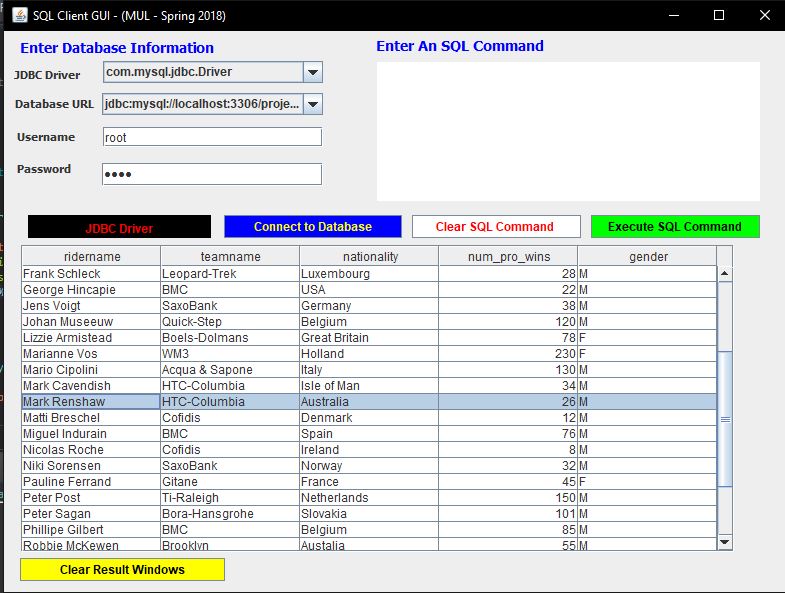 SQL Client GUI - (MUL - Spring 2018)
Enter Database Information
Enter An SQL Command
JDBC Driver com.mysql.jdbc.Driver
Database URL jdbc:mysql://localhost:3306/proje...
Username root
Password ••••
JDBC Driver Connect to Database Clear SQL Command Execute SQL Command
ridername teamname nationality num_pro_wins gender
Frank Schleck Leopard-Trek Luxembourg 28 M
George Hincapie BMC USA 22 M
Jens Voigt SaxoBank Germany 38 M
Johan Museeuw Quick-Step Belgium 120 M
Lizzie Armistead Boels-Dolmans Great Britain 78 F
Marianne Vos WM3 Holland 230 F
Mario Cipolini Acqua & Sapone Italy 130 M
Mark Cavendish HTC-Columbia Isle of Man 34 M
Mark Renshaw HTC-Columbia Australia 26 M
Matti Breschel Cofidis Denmark 12 M
Miguel Indurain BMC Spain 76 M
Nicolas Roche Cofidis Ireland 8 M
Niki Sorensen SaxoBank Norway 32 M
Pauline Ferrand Gitane France 45 F
Peter Post Ti-Raleigh Netherlands 150 M
Peter Sagan Bora-Hansgrohe Slovakia 101 M
Phillipe Gilbert BMC Belgium 85 M
Robbie McKewen Brooklyn Austalia 55 M
Clear Result Windows